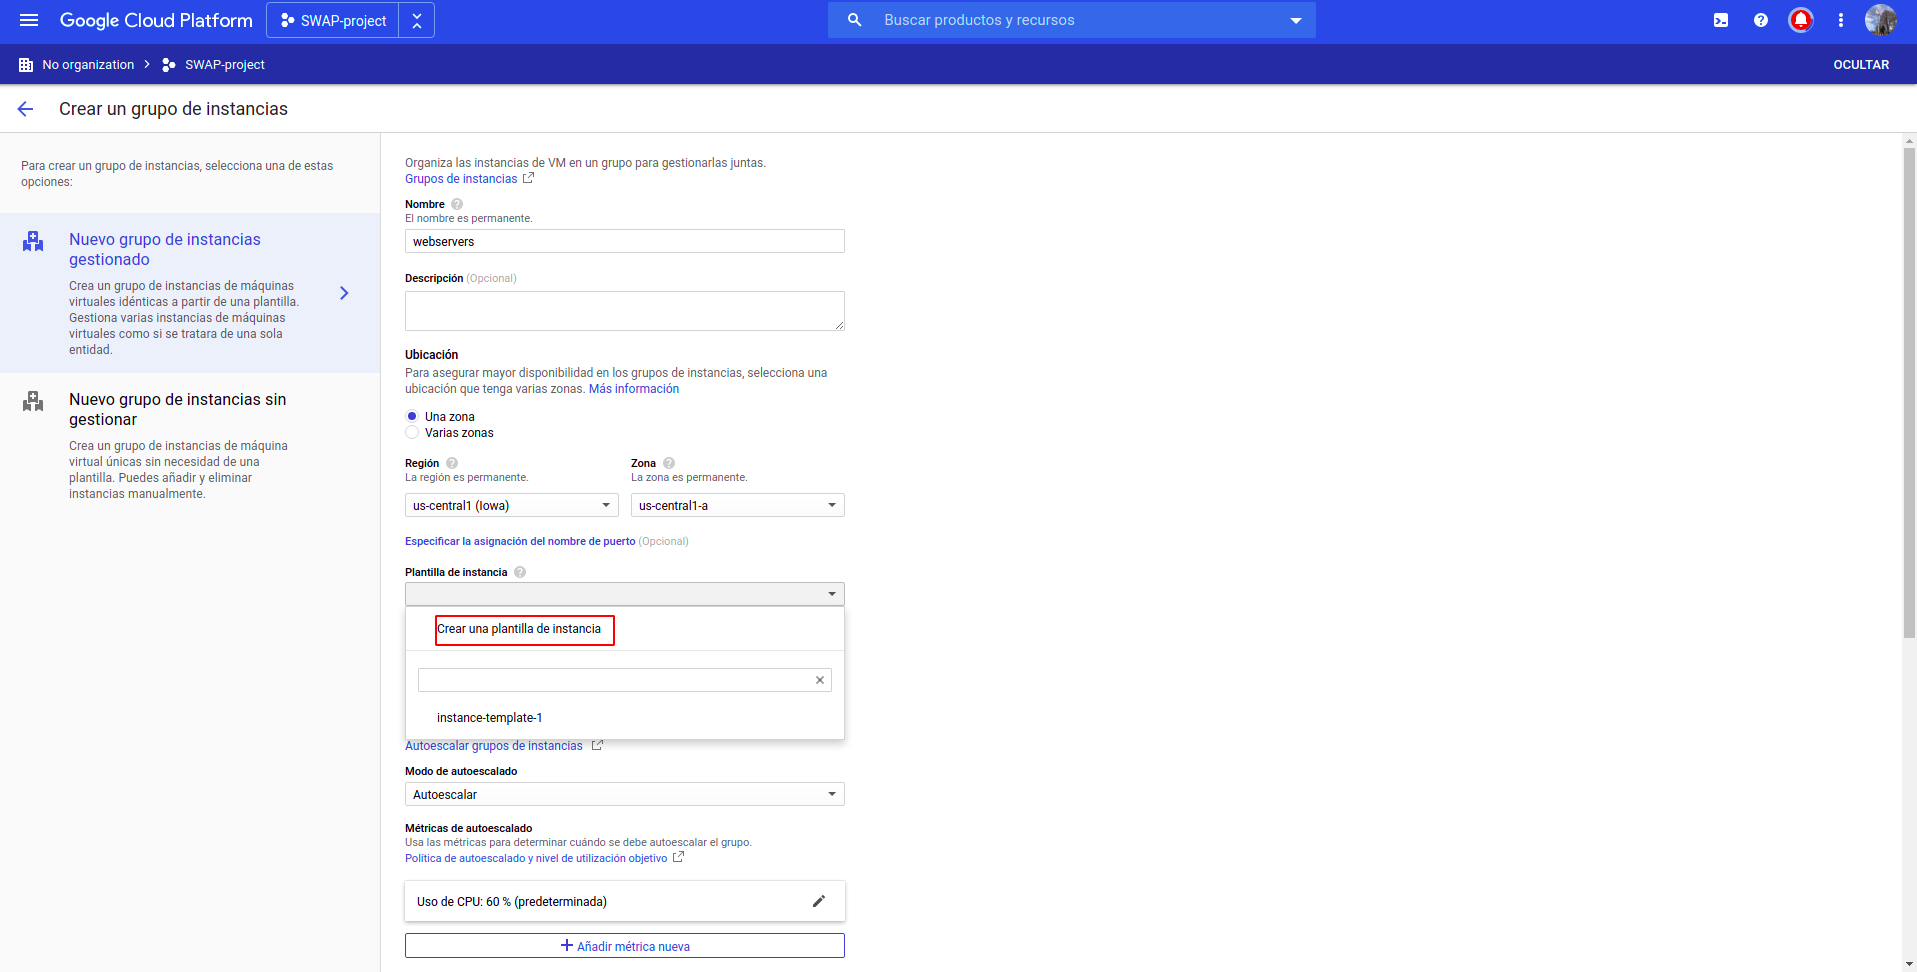 Google Cloud Platform
SWAP-project
Buscar productos y recursos
No organization
SWAP-project
OCULTAR
Crear un grupo de instancias
Para crear un grupo de instancias, selecciona una de estas
opciones:
Nuevo grupo de instancias
gestionado
Crea un grupo de instancias de máquinas
virtuales idénticas a partir de una plantilla.
Gestiona varias instancias de máquinas
virtuales como si se tratara de una sola
entidad.
Nuevo grupo de instancias sin
gestionar
Crea un grupo de instancias de máquina
virtual únicas sin necesidad de una
plantilla. Puedes añadir y eliminar
instancias manualmente.
Organiza las instancias de VM en un grupo para gestionarlas juntas.
Grupos de instancias
Nombre
El nombre es permanente.
webservers
Descripción (Opcional)
Ubicación
Para asegurar mayor disponibilidad en los grupos de instancias, selecciona una
ubicación que tenga varias zonas. Más información
Una zona
Varias zonas
Región
La región es permanente.
us-central1 (Iowa)
Zona
La zona es permanente.
us-central1-a
Especificar la asignación del nombre de puerto (Opcional)
Plantilla de instancia
Crear una plantilla de instancia
instance-template-1
Autoescalar grupos de instancias
Modo de autoescalado
Autoescalar
Métricas de autoescalado
Usa las métricas para determinar cuándo se debe autoescalar el grupo.
Política de autoescalado y nivel de utilización objetivo
Uso de CPU: 60 % (predeterminada)
Añadir métrica nueva